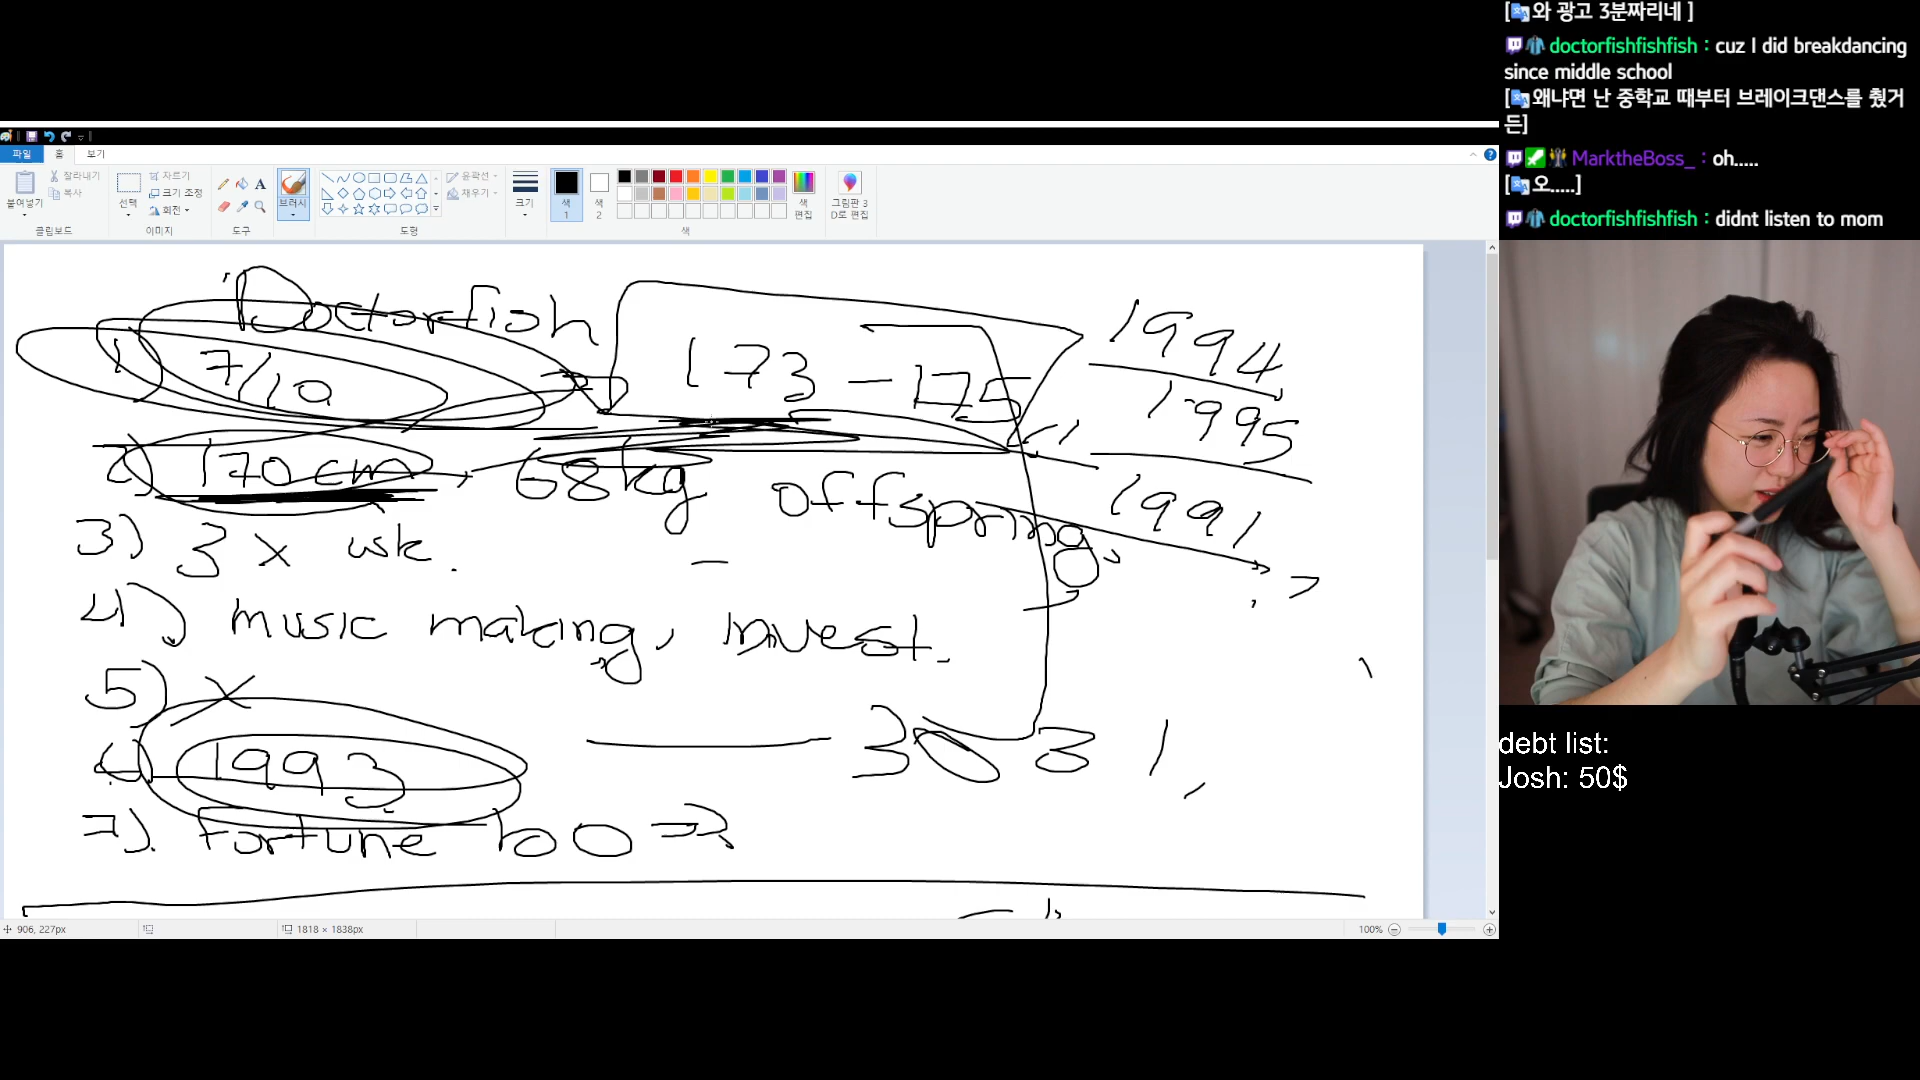 [와 광고 3분짜리네 ]
doctorfishfishfish : cuz I did breakdancing
since middle school
[왜냐면 난 중학교 때부터 브레이크댄스를 췄거
든]
MarktheBoss_ : oh.....
[오.....]
doctorfishfishfish : didnt listen to mom
파일 홈 보기
붙여넣기
잘라내기
복사
클립보드
선택
자르기
크기 조정
회전
이미지
A
도구
브러시
윤곽선
채우기
도형
크기
색
1
색
2
색
편집
색
그림판 3
D로 편집
Doctorfish
1) 7/10
173 - 175
1994
1995
1991
2) 170cm, 68kg
offspring
3) 3 x
4) music making, invest.
5) x
6) 1993
30 31,
7). fortune 100
906, 227px
1818 × 1838px
100%
debt list:
Josh: 50$